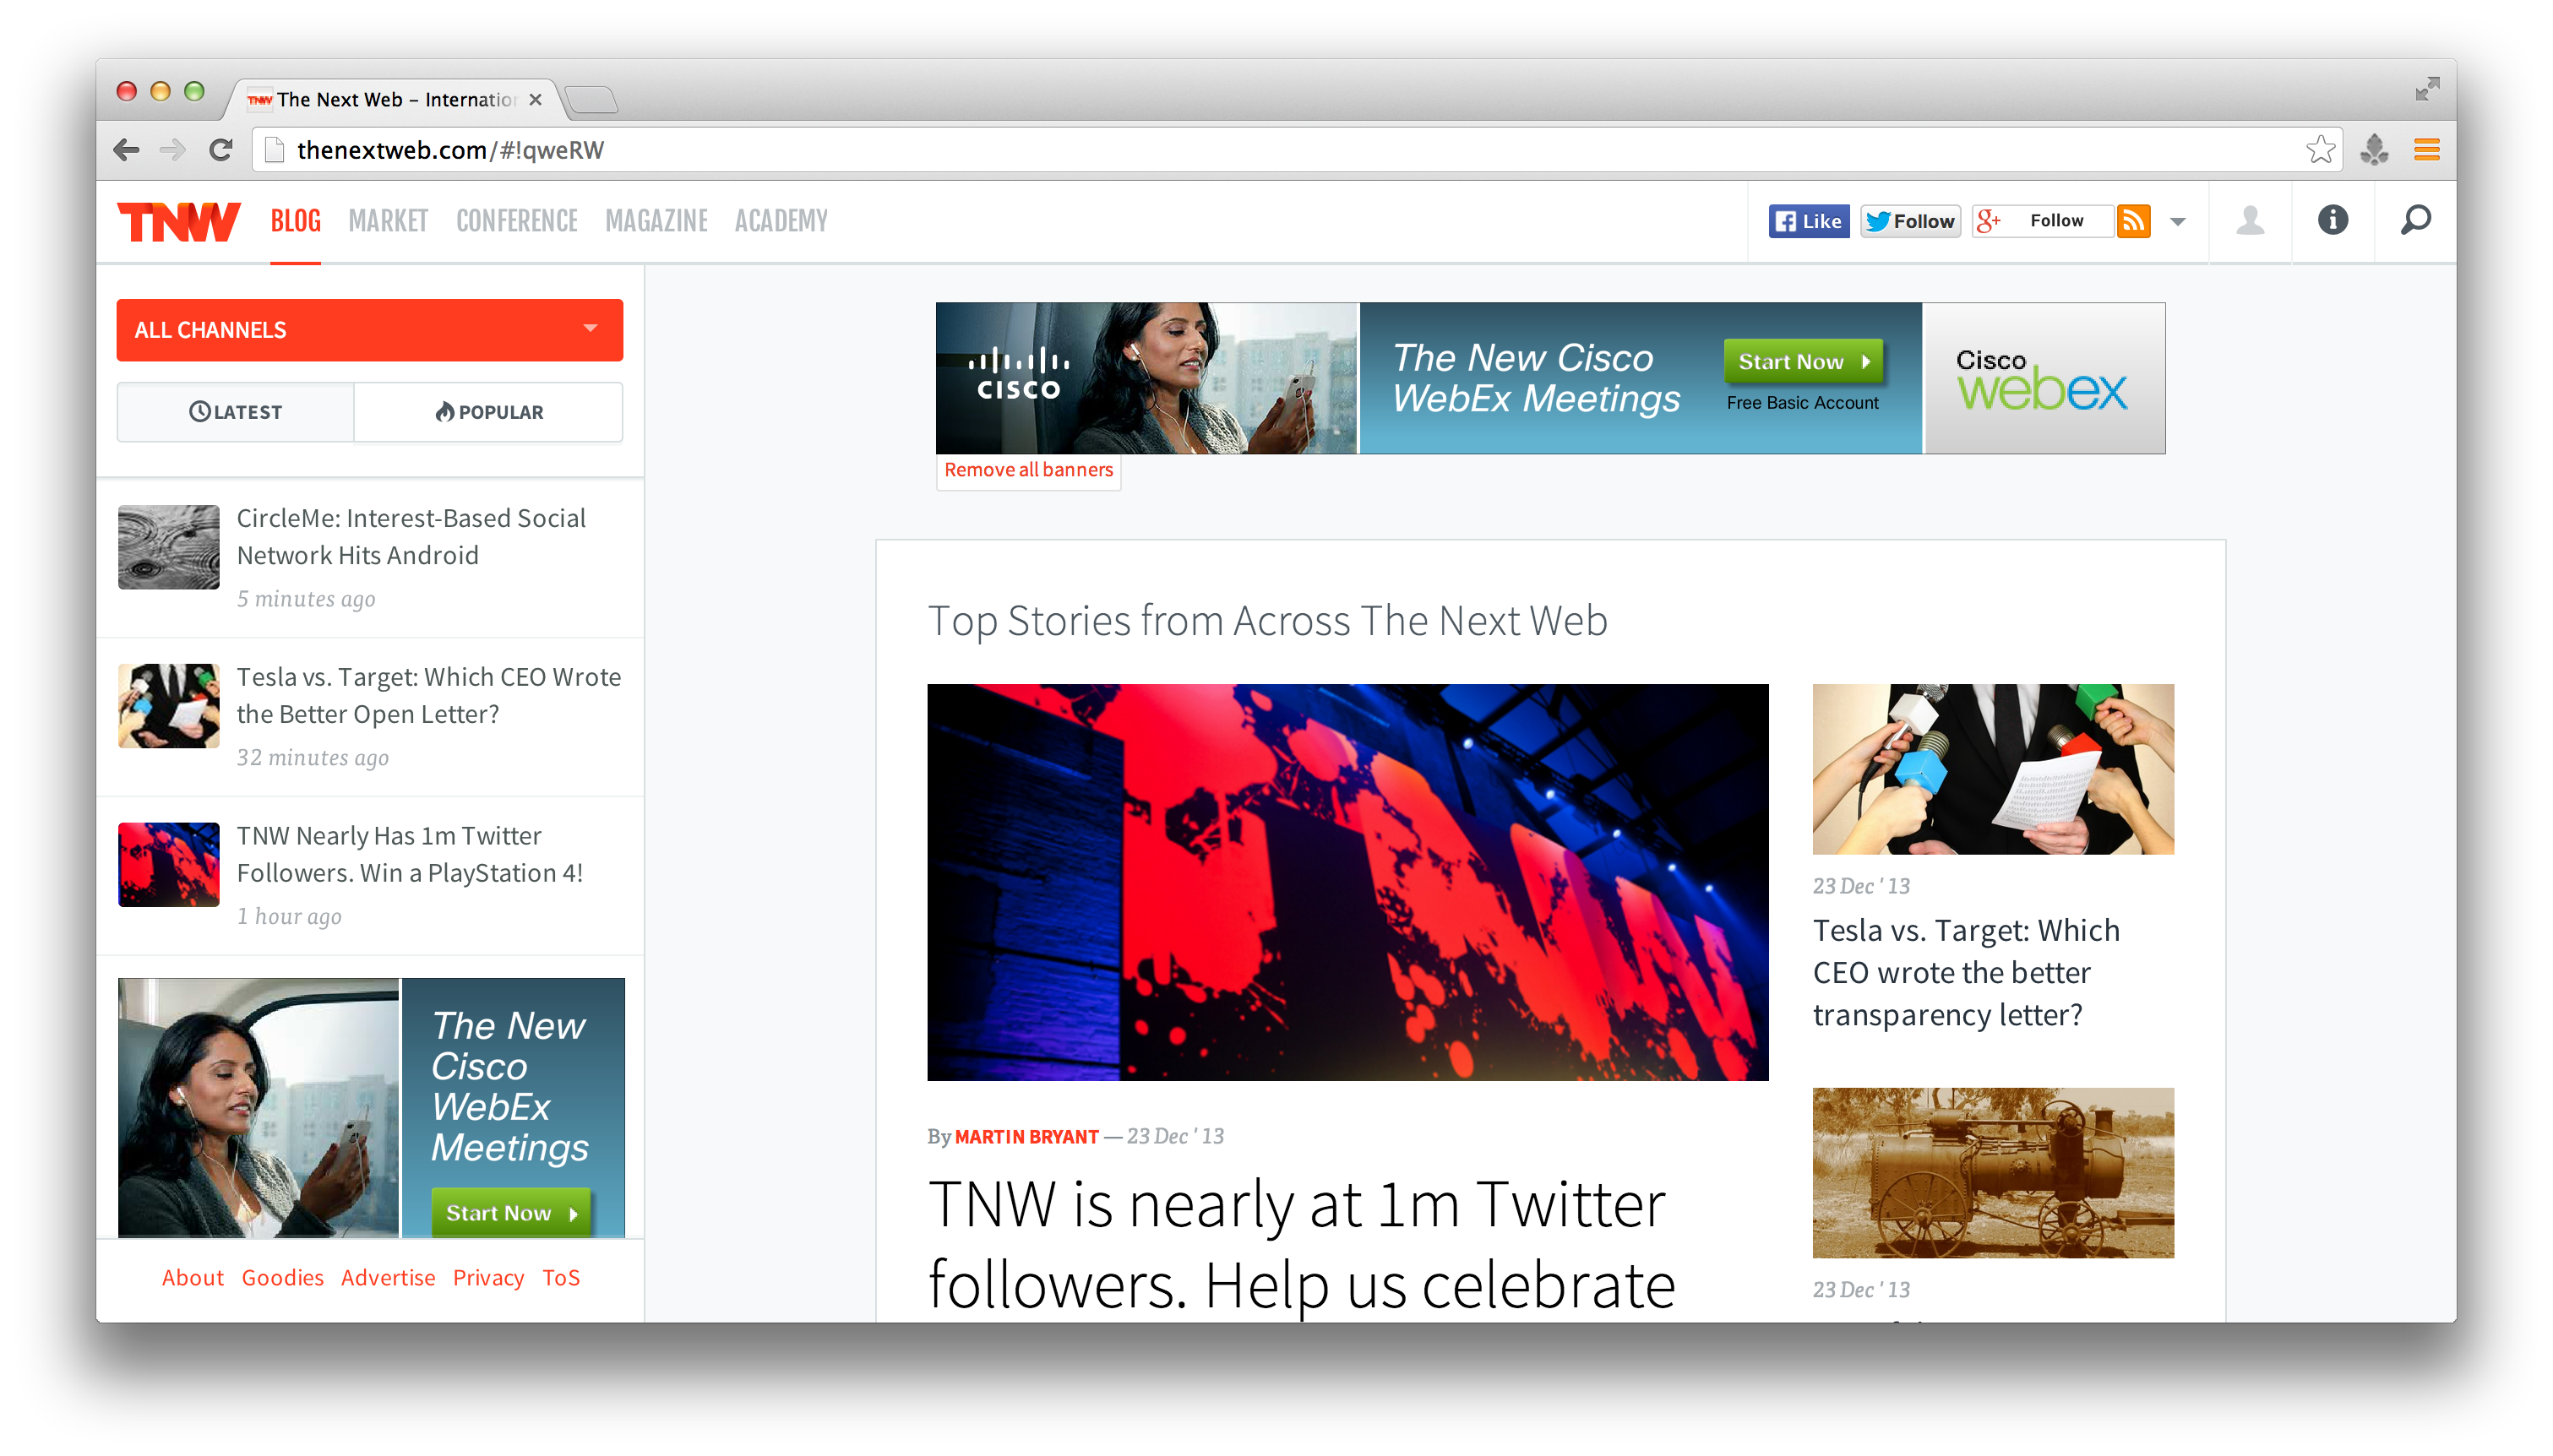 TNW The Next Web – Internation
thenextweb.com/#!qweRW
TNW BLOG MARKET CONFERENCE MAGAZINE ACADEMY
Like Follow g+ Follow
ALL CHANNELS
LATEST POPULAR
CircleMe: Interest-Based Social
Network Hits Android
5 minutes ago
Tesla vs. Target: Which CEO Wrote
the Better Open Letter?
32 minutes ago
TNW Nearly Has 1m Twitter
Followers. Win a PlayStation 4!
1 hour ago
The New
Cisco
WebEx
Meetings
Start Now
About Goodies Advertise Privacy ToS
CISCO
The New Cisco
WebEx Meetings
Start Now
Free Basic Account
Cisco
webex
Remove all banners
Top Stories from Across The Next Web
By MARTIN BRYANT — 23 Dec ' 13
TNW is nearly at 1m Twitter
followers. Help us celebrate
23 Dec ' 13
Tesla vs. Target: Which
CEO wrote the better
transparency letter?
23 Dec ' 13